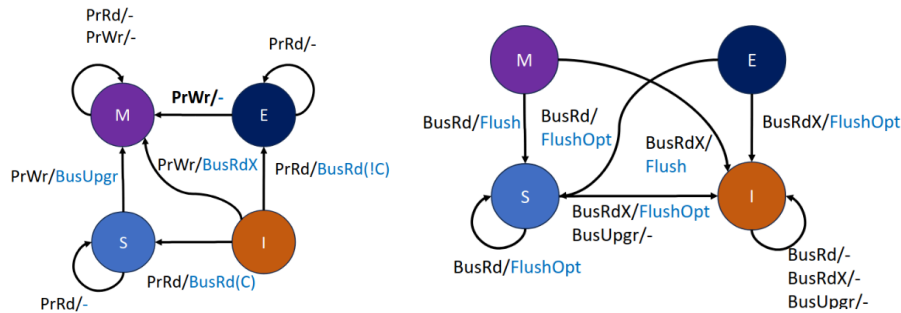 PrRd/-
PrWr/-
PrRd/-
M
PrWr/-
E
PrWr/BusUpgr
PrWr/BusRdX
PrRd/BusRd(!C)
S
I
PrRd/-
PrRd/BusRd(C)
M
E
BusRd/Flush
BusRd/
FlushOpt
BusRdX/
Flush
BusRdX/FlushOpt
S
I
BusRdX/FlushOpt
BusUpgr/-
BusRd/FlushOpt
BusRd/-
BusRdX/-
BusUpgr/-